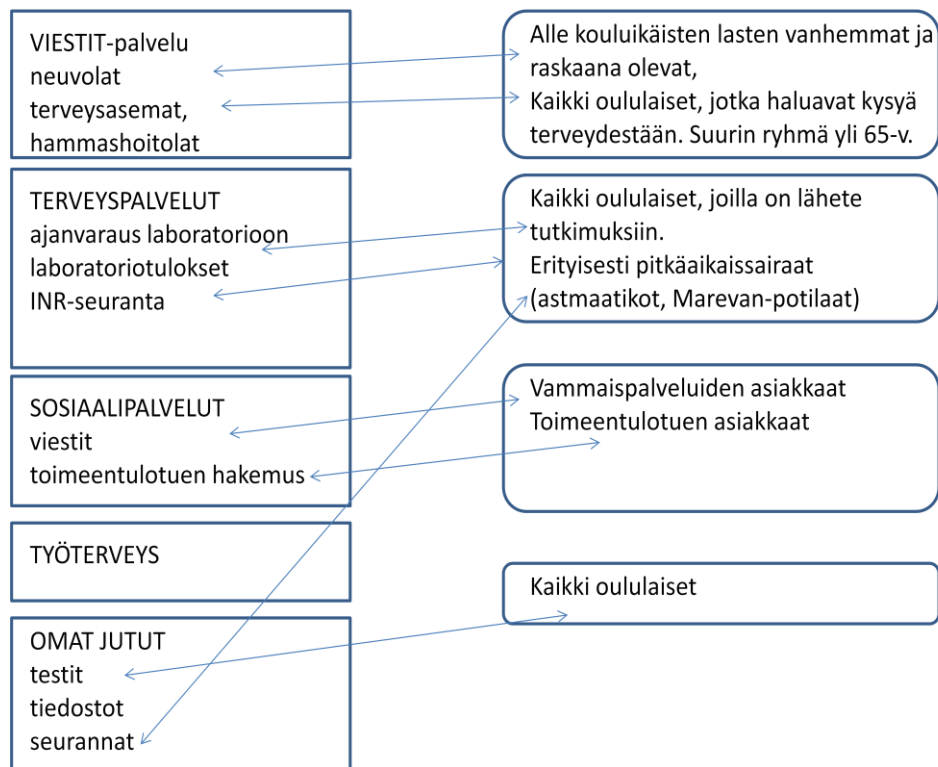 VIESTIT-palvelu
neuvolat
terveysasemat,
hammashoitolat
Alle kouluikäisten lasten vanhemmat ja
raskaana olevat,
Kaikki oululaiset, jotka haluavat kysyä
terveydestään. Suurin ryhmä yli 65-v.
TERVEYSPALVELUT
ajanvaraus laboratorioon
laboratoriotulokset
INR-seuranta
Kaikki oululaiset, joilla on lähete
tutkimuksiin.
Erityisesti pitkäaikaissairaat
(astmaatikot, Marevan-potilaat)
SOSIAALIPALVELUT
viestit
toimeentulotuen hakemus
Vammaispalveluiden asiakkaat
Toimeentulotuen asiakkaat
TYÖTERVEYS
Kaikki oululaiset
OMAT JUTUT
testit
tiedostot
seurannat